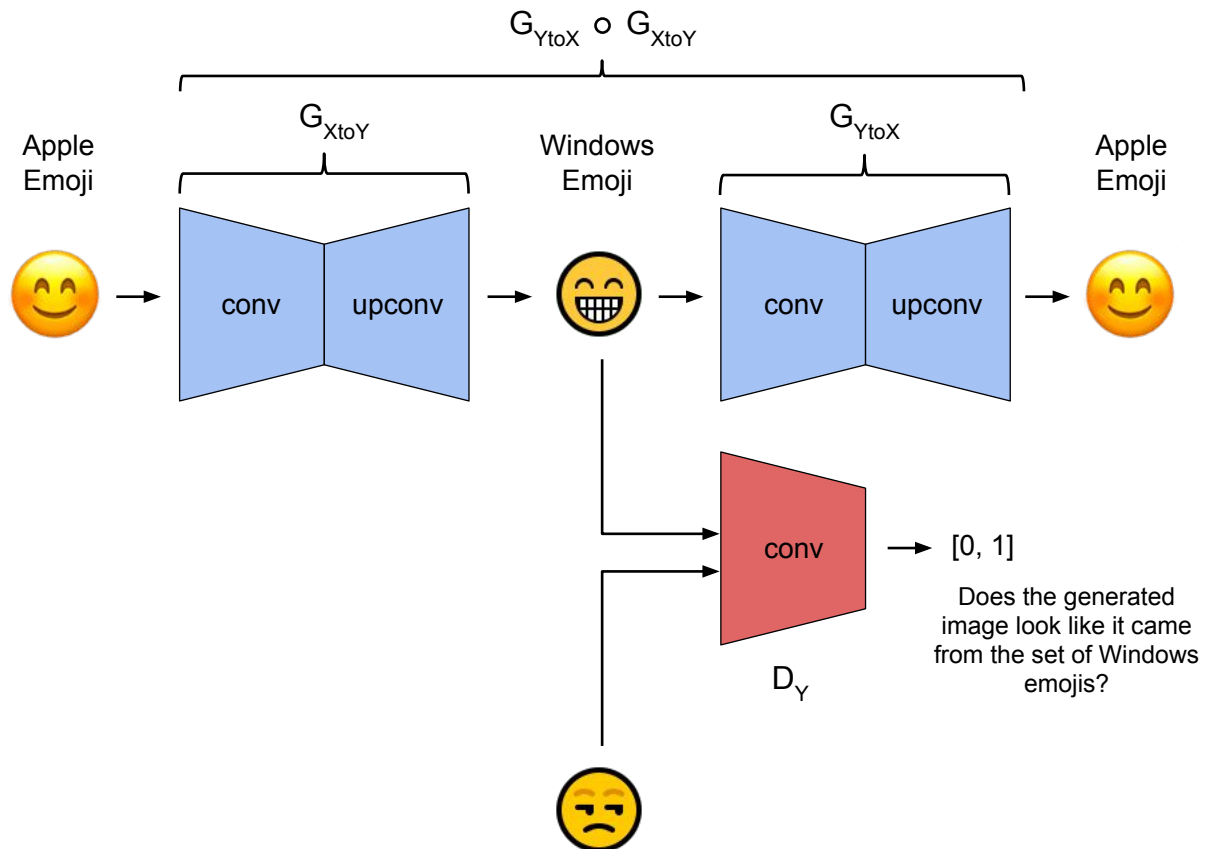 G_YtoX ∘ G_XtoY
G_XtoY
G_YtoX
Apple
Emoji
Windows
Emoji
Apple
Emoji
conv
upconv
conv
upconv
conv
[0, 1]
Does the generated
image look like it came
from the set of Windows
emojis?
D_Y